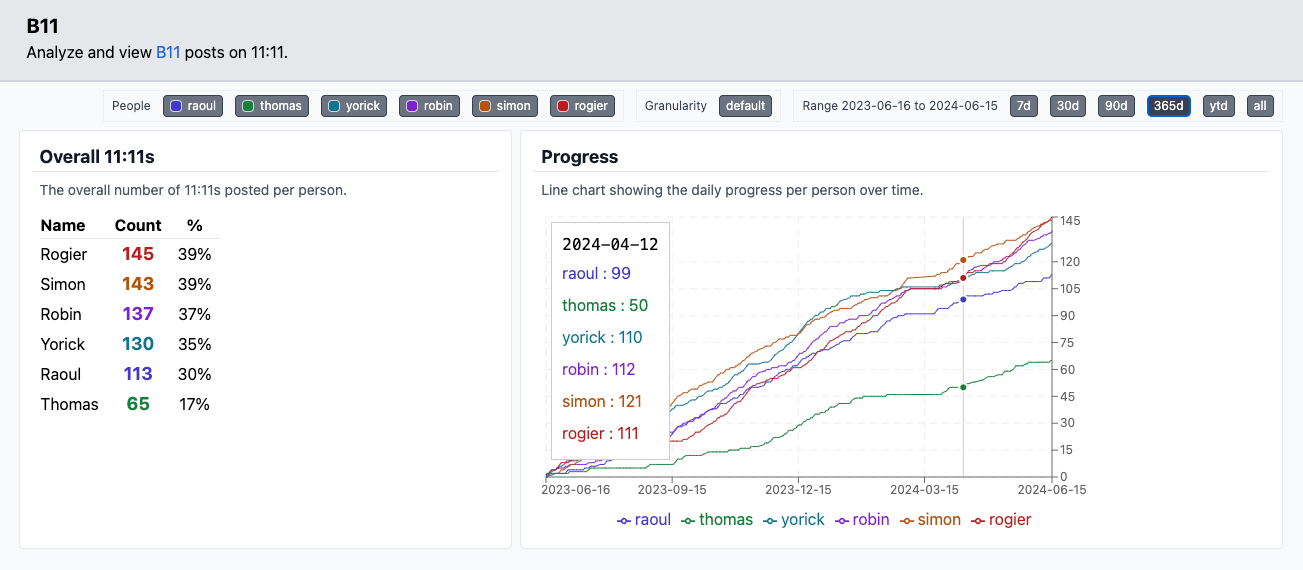 B11
Analyze and view B11 posts on 11:11.
People raoul thomas yorick robin simon rogier Granularity default Range 2023-06-16 to 2024-06-15 7d 30d 90d 365d ytd all
Overall 11:11s
The overall number of 11:11s posted per person.
Name Count %
Rogier 145 39%
Simon 143 39%
Robin 137 37%
Yorick 130 35%
Raoul 113 30%
Thomas 65 17%
Progress
Line chart showing the daily progress per person over time.
2024-04-12
raoul : 99
thomas : 50
yorick : 110
robin : 112
simon : 121
rogier : 111
145
120
105
90
75
60
45
30
15
0
2023-06-16 2023-09-15 2023-12-15 2024-03-15 2024-06-15
raoul thomas yorick robin simon rogier